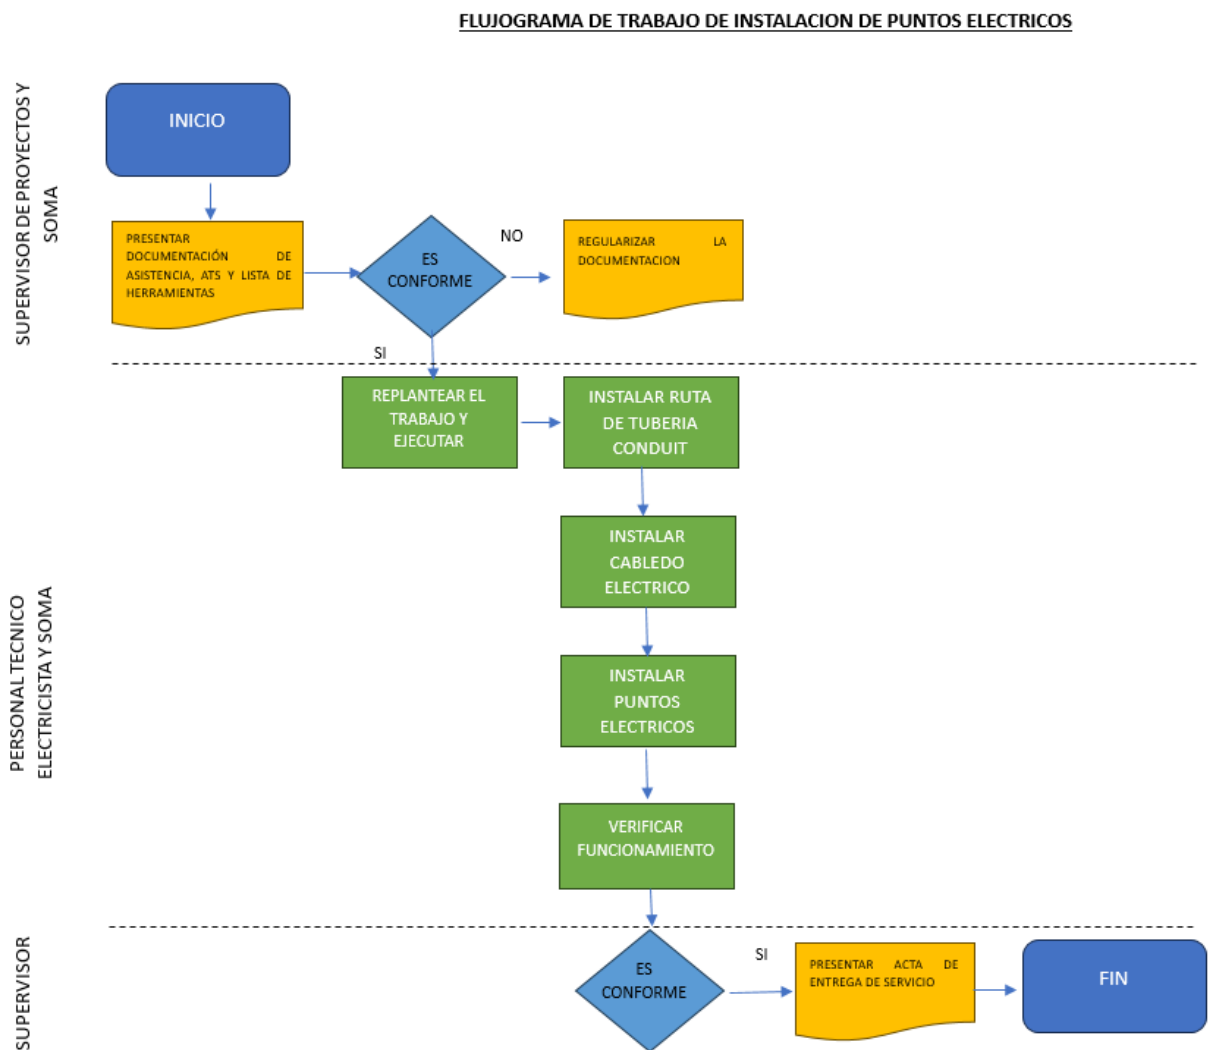 FLUJOGRAMA DE TRABAJO DE INSTALACION DE PUNTOS ELECTRICOS
SUPERVISOR DE PROYECTOS Y
SOMA
INICIO
PRESENTAR
DOCUMENTACIÓN DE
ASISTENCIA, ATS Y LISTA DE
HERRAMIENTAS
ES
CONFORME
NO
REGULARIZAR LA
DOCUMENTACION
SI
PERSONAL TECNICO
ELECTRICISTA Y SOMA
REPLANTEAR EL
TRABAJO Y
EJECUTAR
INSTALAR RUTA
DE TUBERIA
CONDUIT
INSTALAR
CABLEDO
ELECTRICO
INSTALAR
PUNTOS
ELECTRICOS
VERIFICAR
FUNCIONAMIENTO
SUPERVISOR
ES
CONFORME
SI
PRESENTAR ACTA DE
ENTREGA DE SERVICIO
FIN